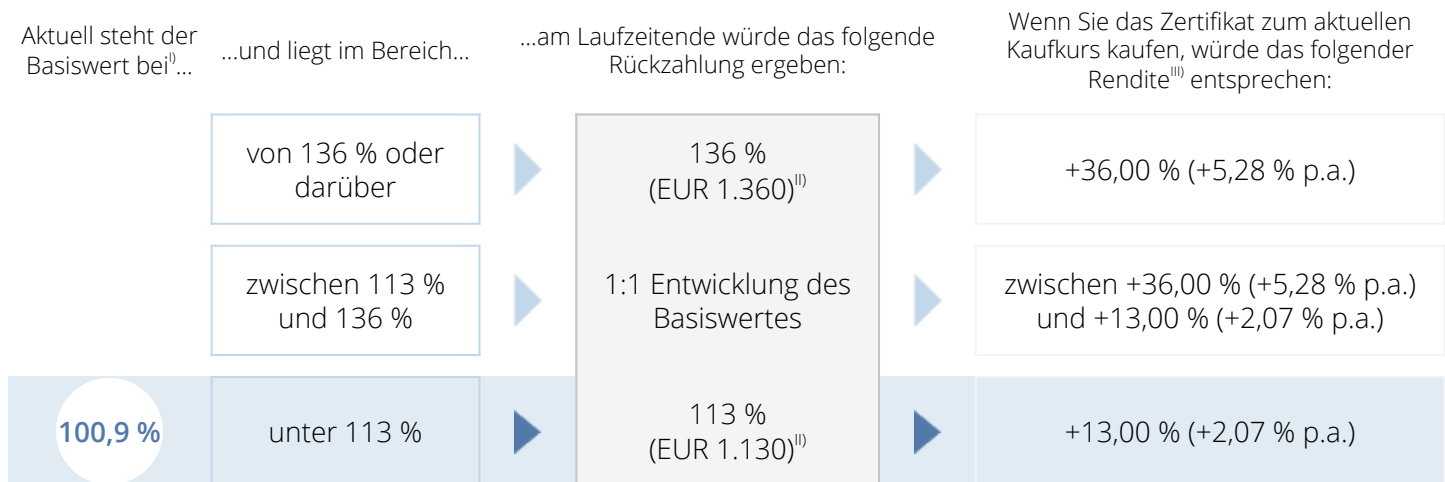 Aktuell steht der
Basiswert bei^I)...
...und liegt im Bereich...
...am Laufzeitende würde das folgende
Rückzahlung ergeben:
Wenn Sie das Zertifikat zum aktuellen
Kaufkurs kaufen, würde das folgender
Rendite^III) entsprechen:
von 136 % oder
darüber
136 %
(EUR 1.360)^II)
+36,00 % (+5,28 % p.a.)
zwischen 113 %
und 136 %
1:1 Entwicklung des
Basiswertes
zwischen +36,00 % (+5,28 % p.a.)
und +13,00 % (+2,07 % p.a.)
100,9 %
unter 113 %
113 %
(EUR 1.130)^II)
+13,00 % (+2,07 % p.a.)